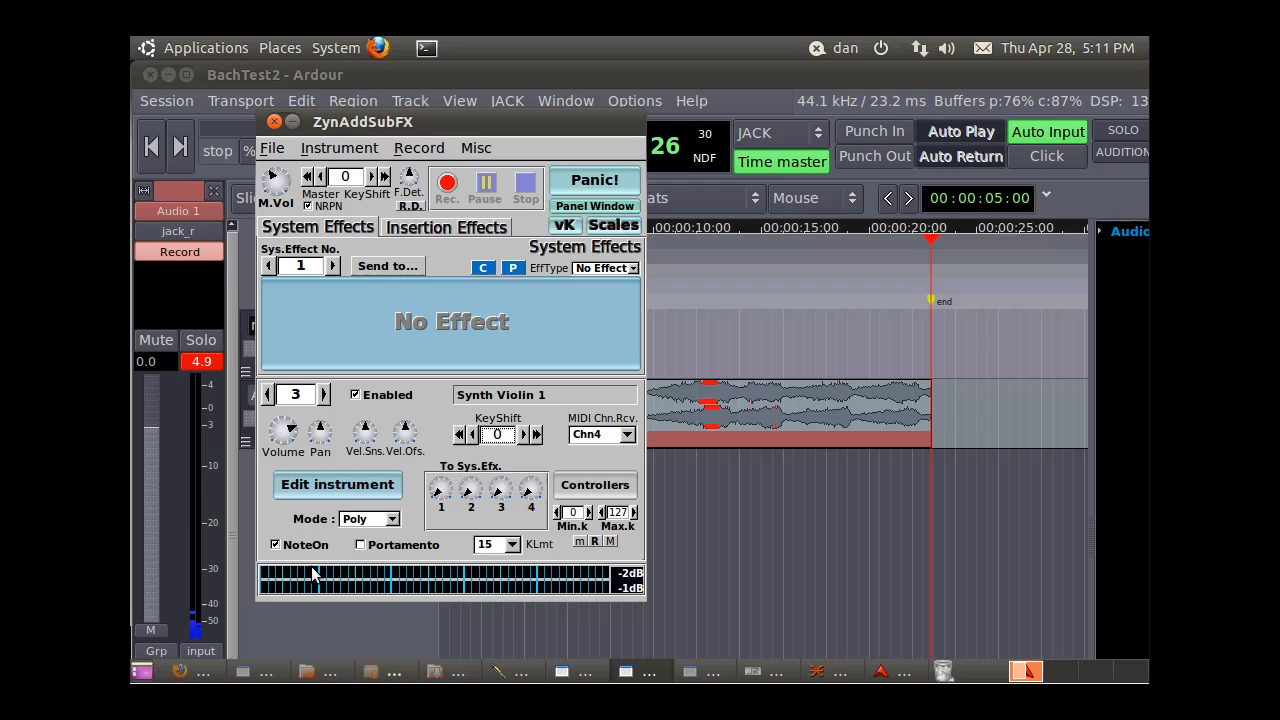 Applications Places System dan Thu Apr 28, 5:11 PM
BachTest2 - Ardour
Session Transport Edit Region Track View JACK Window Options Help 44.1 kHz / 23.2 ms Buffers p:76% c:87% DSP: 13
ZynAddSubFX
stop % 26 30 NDF JACK Time master Punch In Punch Out Auto Play Auto Return Auto Input Click SOLO AUDITION
File Instrument Record Misc
M.Vol 0 Master KeyShift NRPN F.Det. R.D. Rec. Pause Stop Panic! Panel Window vK Scales
eats Mouse 00:00:05:00
Audio 1
jack_r
Record
System Effects Insertion Effects
00:00:10:00 00:00:15:00 00:00:20:00 00:00:25:00 Audio
Sys.Effect No. System Effects
1 Send to... C P EffType No Effect
end
No Effect
Mute Solo
0.0 4.9
3 Enabled Synth Violin 1
Volume Pan Vel.Sns. Vel.Ofs. KeyShift 0 MIDI Chn.Rcv. Chn4
To Sys.Efx.
Edit instrument 1 2 3 4 Controllers
Mode : Poly 0 127 Min.k Max.k
NoteOn Portamento 15 KLmt m R M
-2dB
-1dB
-4
-0
-3
-10
-20
-30
-40
-50
M
Grp input
... ... ... ... ... ... ... ... ... ... ... ...